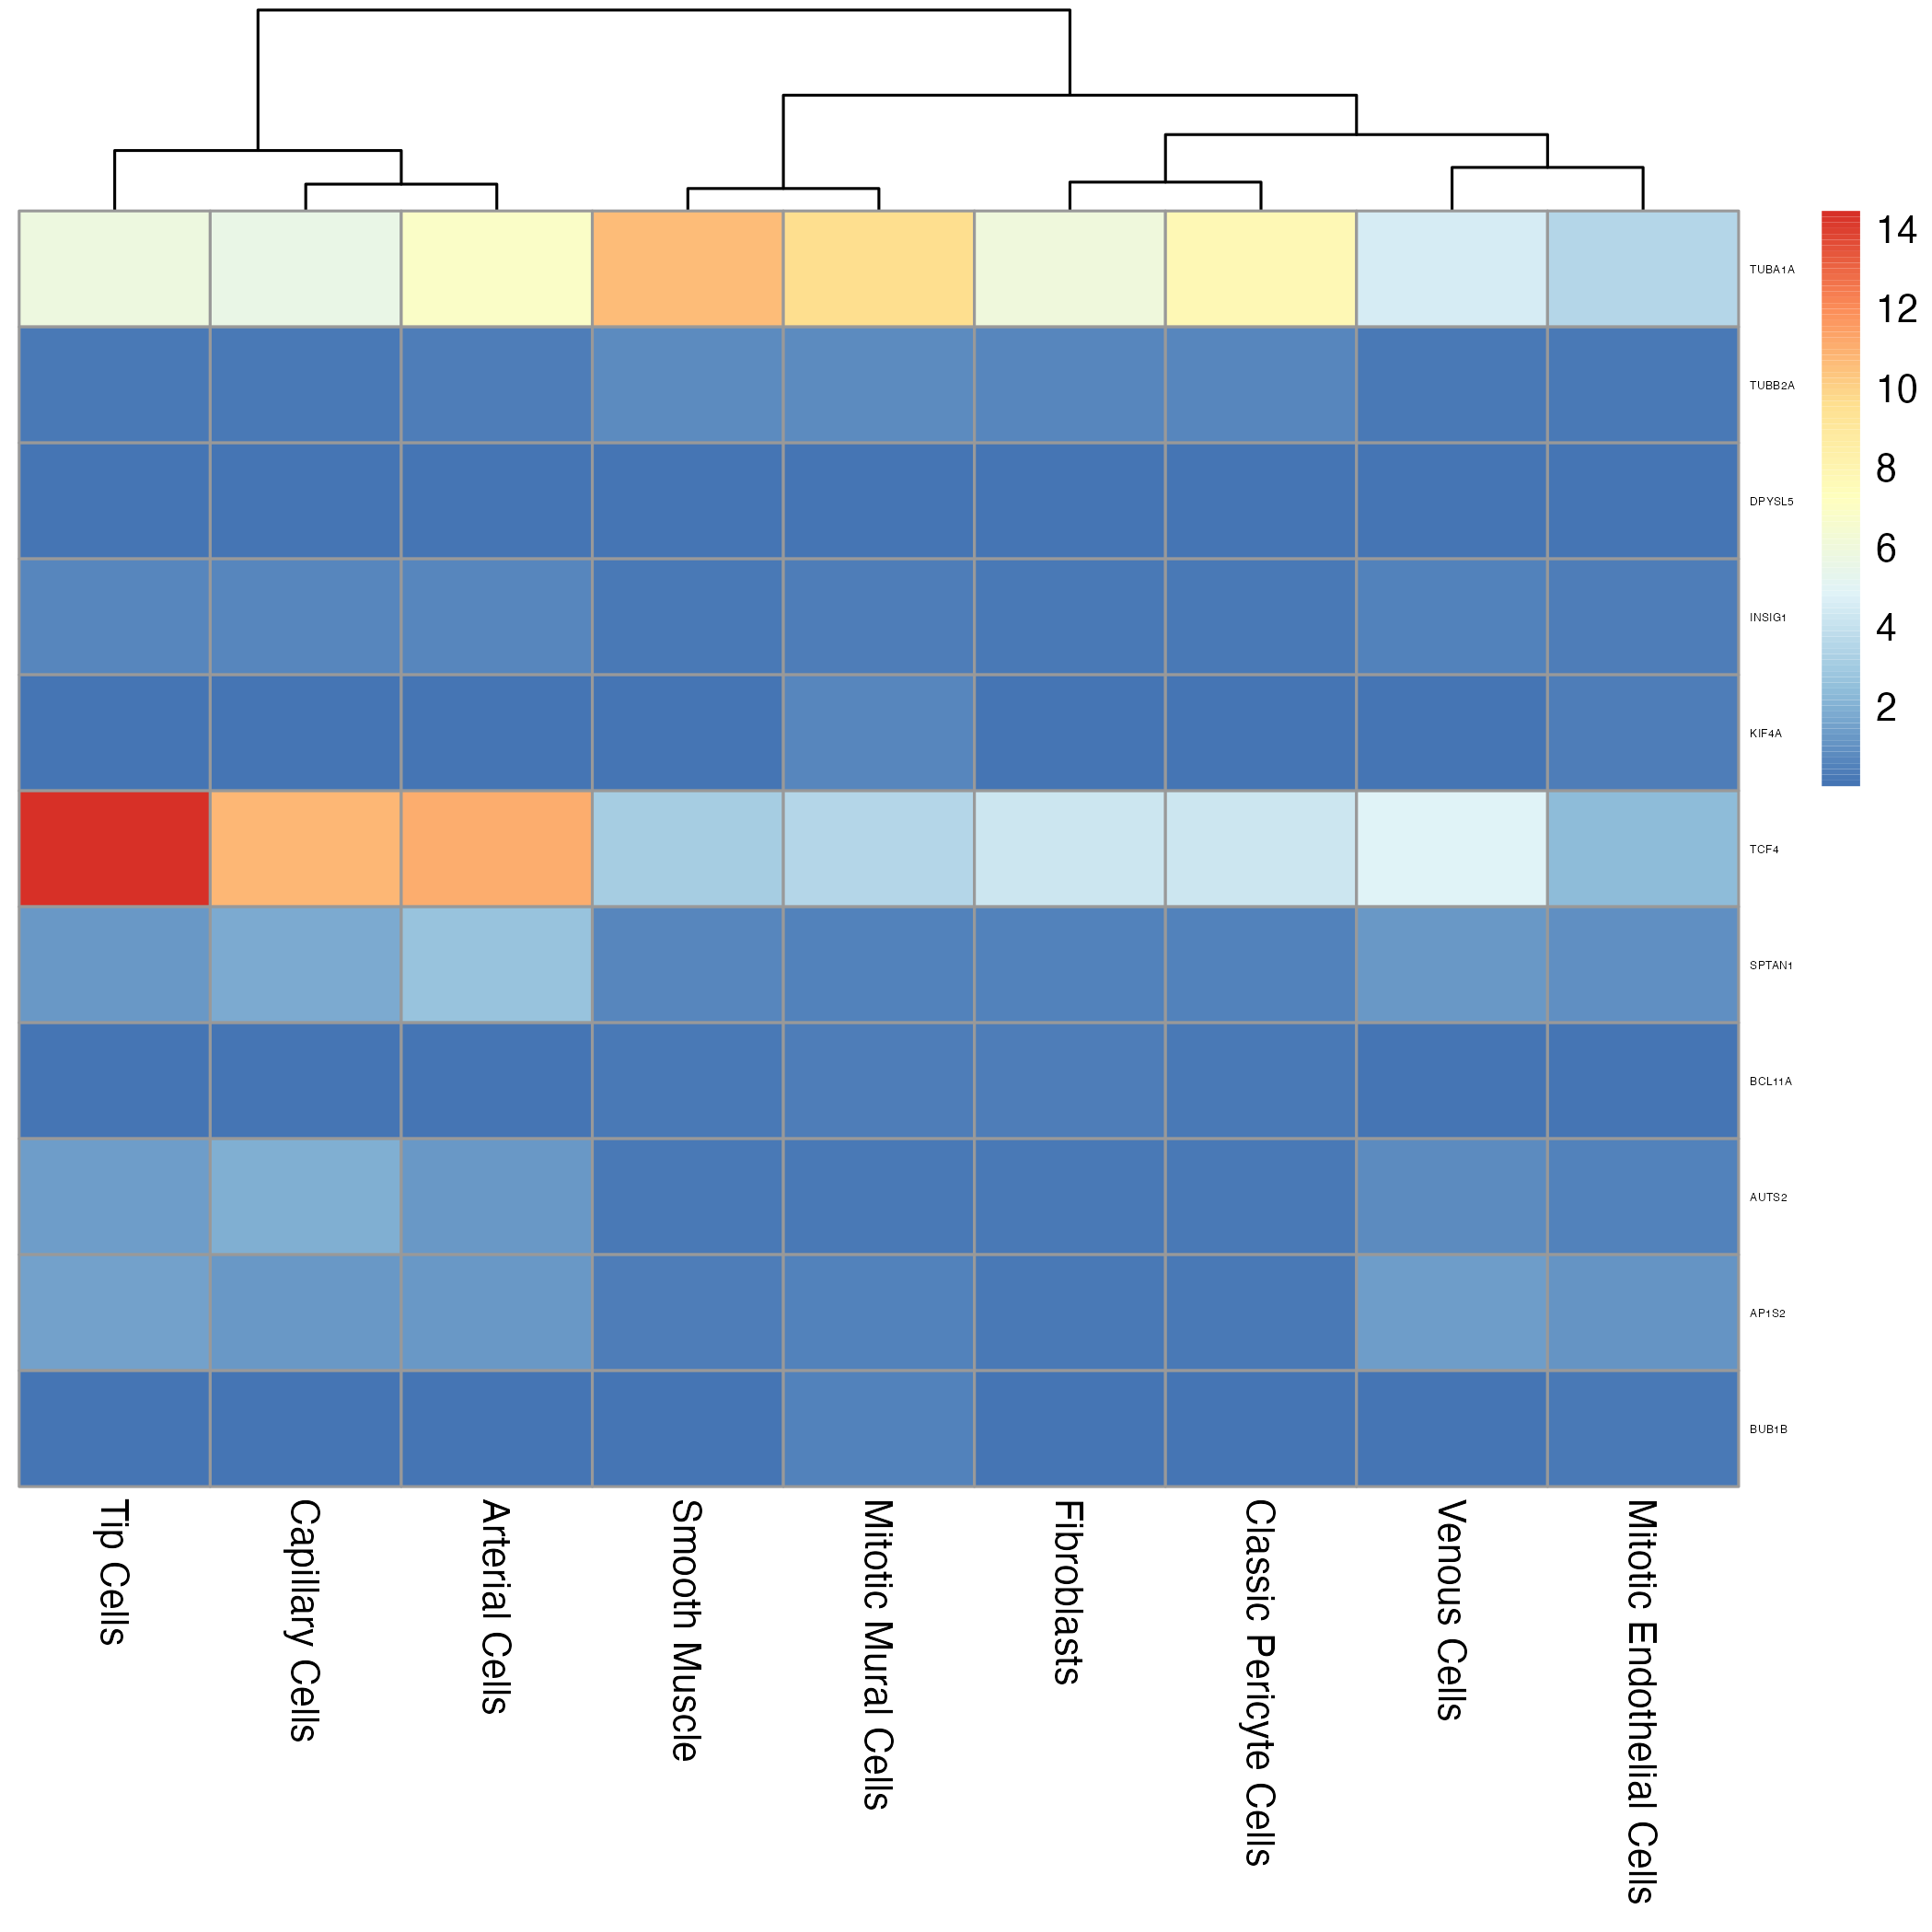 TUBA1A
TUBB2A
DPYSL5
INSIG1
KIF4A
TCF4
SPTAN1
BCL11A
AUTS2
AP1S2
BUB1B
14
12
10
8
6
4
2
Tip Cells
Capillary Cells
Arterial Cells
Smooth Muscle
Mitotic Mural Cells
Fibroblasts
Classic Pericyte Cells
Venous Cells
Mitotic Endothelial Cells